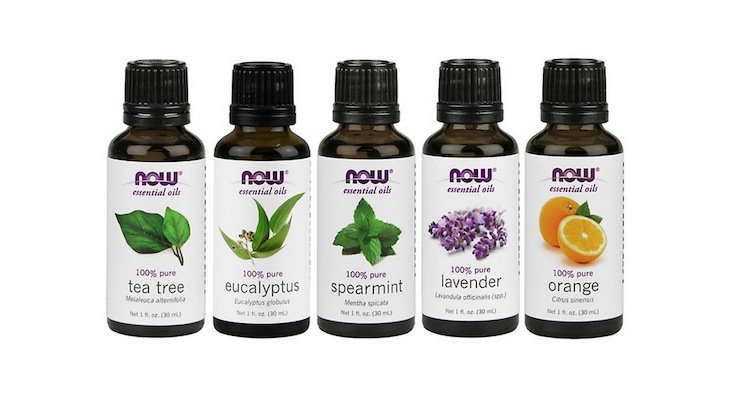 now
essential oils
100% pure
tea tree
Melaleuca alternifolia
Net 1 fl. oz. (30 mL)
now
essential oils
100% pure
eucalyptus
Eucalyptus globulus
Net 1 fl. oz. (30 mL)
now
essential oils
100% pure
spearmint
Mentha spicata
Net 1 fl. oz. (30 mL)
now
essential oils
100% pure
lavender
Lavandula officinalis (spp.)
Net 1 fl. oz. (30 mL)
now
essential oils
100% pure
orange
Citrus sinensis
Net 1 fl. oz. (30 mL)